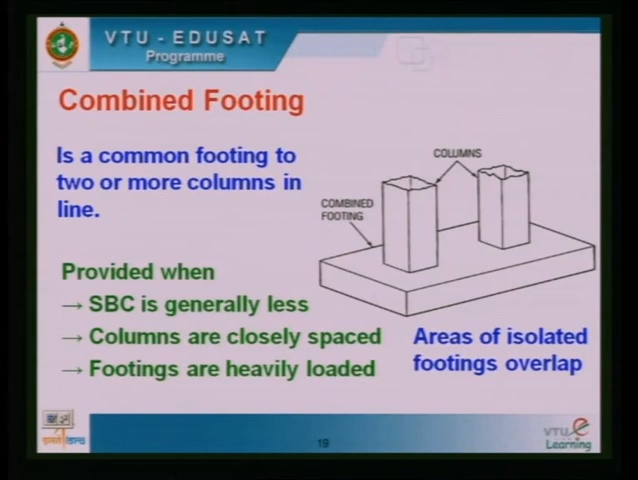 VTU - EDUSAT
Programme
Combined Footing
Is a common footing to
two or more columns in
line.
COLUMNS
COMBINED
FOOTING
Provided when
→ SBC is generally less
→ Columns are closely spaced
→ Footings are heavily loaded
Areas of isolated
footings overlap
19
VTU e
Learning